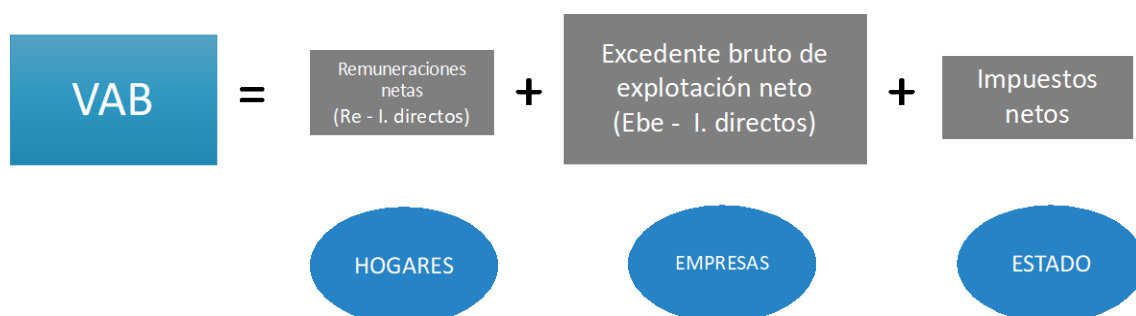 VAB
=
Remuneraciones
netas
(Re - I. directos)
+
Excedente bruto de
explotación neto
(Ebe - I. directos)
+
Impuestos
netos
HOGARES
EMPRESAS
ESTADO